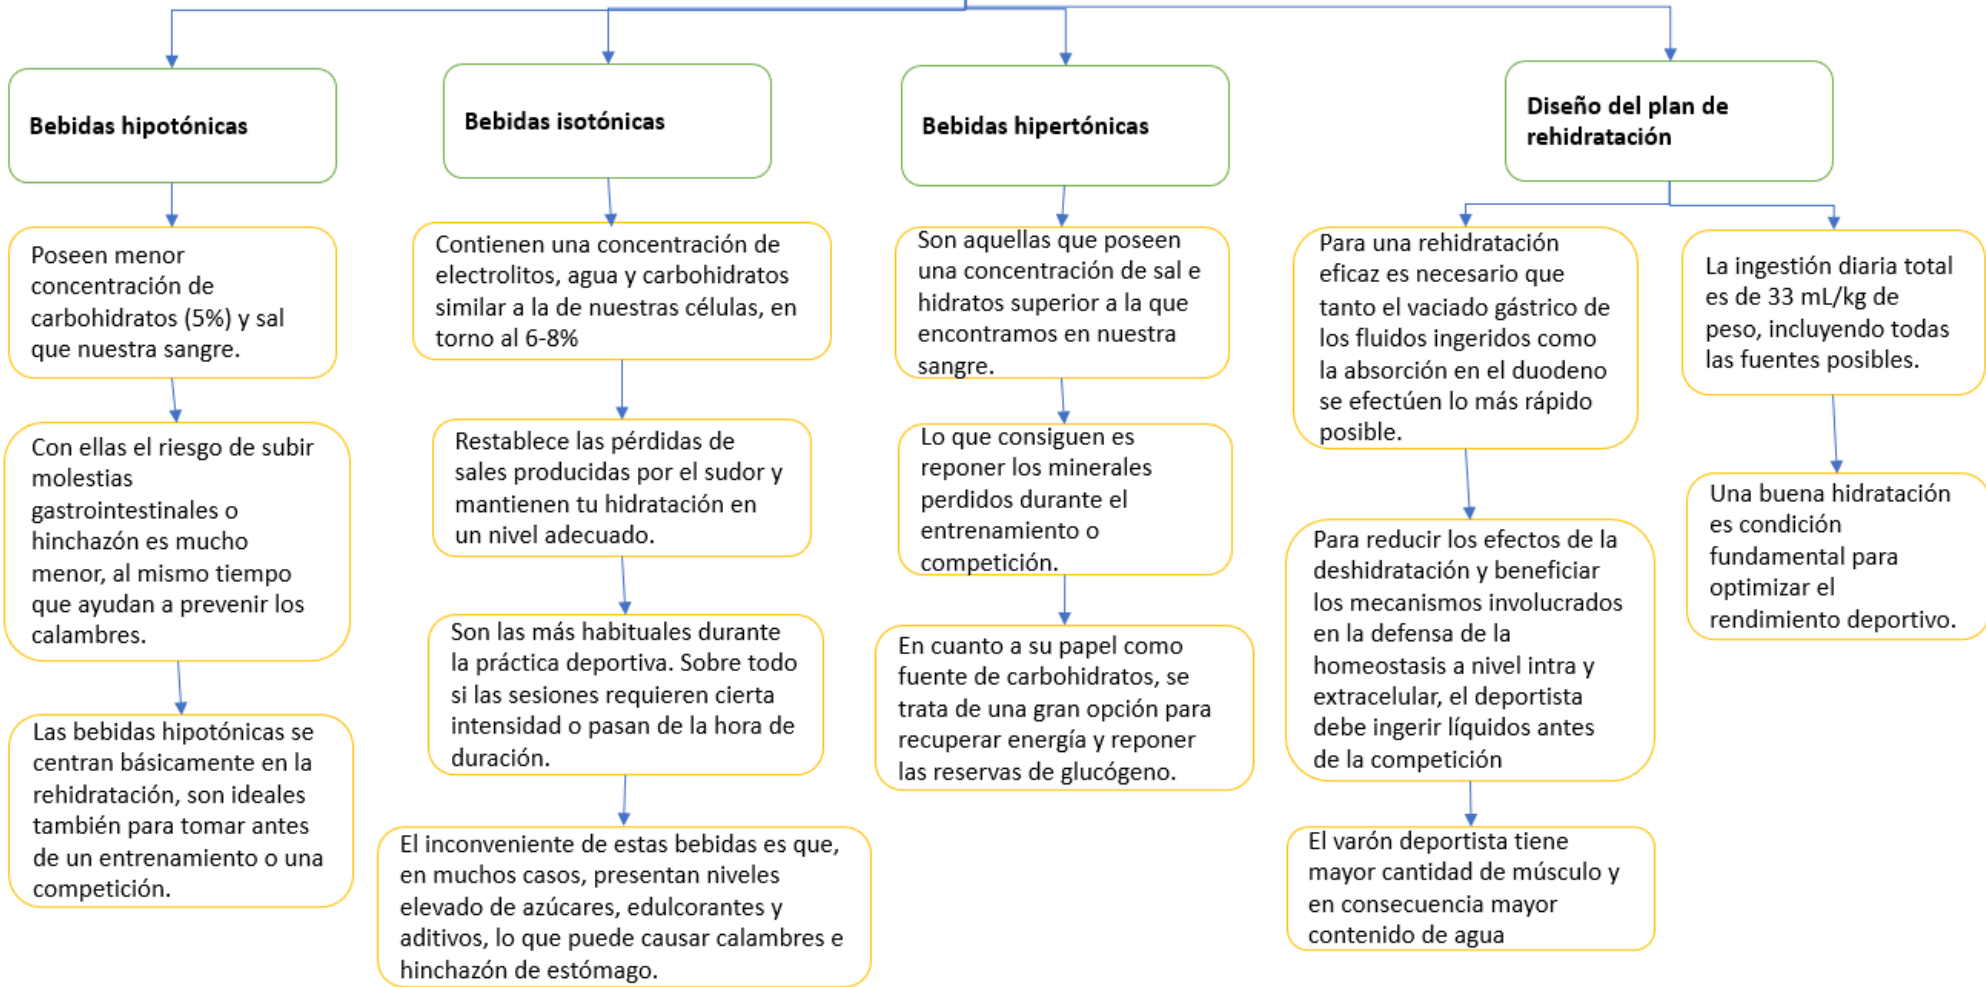 Bebidas hipotónicas
Poseen menor
concentración de
carbohidratos (5%) y sal
que nuestra sangre.
Con ellas el riesgo de subir
molestias
gastrointestinales o
hinchazón es mucho
menor, al mismo tiempo
que ayudan a prevenir los
calambres.
Las bebidas hipotónicas se
centran básicamente en la
rehidratación, son ideales
también para tomar antes
de un entrenamiento o una
competición.
Bebidas isotónicas
Contienen una concentración de
electrolitos, agua y carbohidratos
similar a la de nuestras células, en
torno al 6-8%
Restablece las pérdidas de
sales producidas por el sudor y
mantienen tu hidratación en
un nivel adecuado.
Son las más habituales durante
la práctica deportiva. Sobre todo
si las sesiones requieren cierta
intensidad o pasan de la hora de
duración.
El inconveniente de estas bebidas es que,
en muchos casos, presentan niveles
elevado de azúcares, edulcorantes y
aditivos, lo que puede causar calambres e
hinchazón de estómago.
Bebidas hipertónicas
Son aquellas que poseen
una concentración de sal e
hidratos superior a la que
encontramos en nuestra
sangre.
Lo que consiguen es
reponer los minerales
perdidos durante el
entrenamiento o
competición.
En cuanto a su papel como
fuente de carbohidratos, se
trata de una gran opción para
recuperar energía y reponer
las reservas de glucógeno.
Diseño del plan de
rehidratación
Para una rehidratación
eficaz es necesario que
tanto el vaciado gástrico de
los fluidos ingeridos como
la absorción en el duodeno
se efectúen lo más rápido
posible.
Para reducir los efectos de la
deshidratación y beneficiar
los mecanismos involucrados
en la defensa de la
homeostasis a nivel intra y
extracelular, el deportista
debe ingerir líquidos antes
de la competición
El varón deportista tiene
mayor cantidad de músculo y
en consecuencia mayor
contenido de agua
La ingestión diaria total
es de 33 mL/kg de
peso, incluyendo todas
las fuentes posibles.
Una buena hidratación
es condición
fundamental para
optimizar el
rendimiento deportivo.